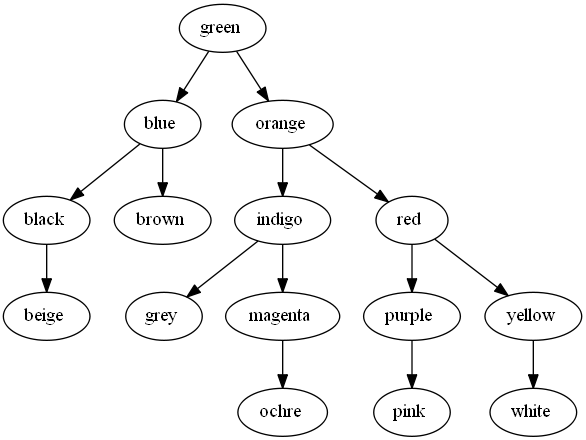 green
blue
orange
black
brown
indigo
red
beige
grey
magenta
purple
yellow
ochre
pink
white